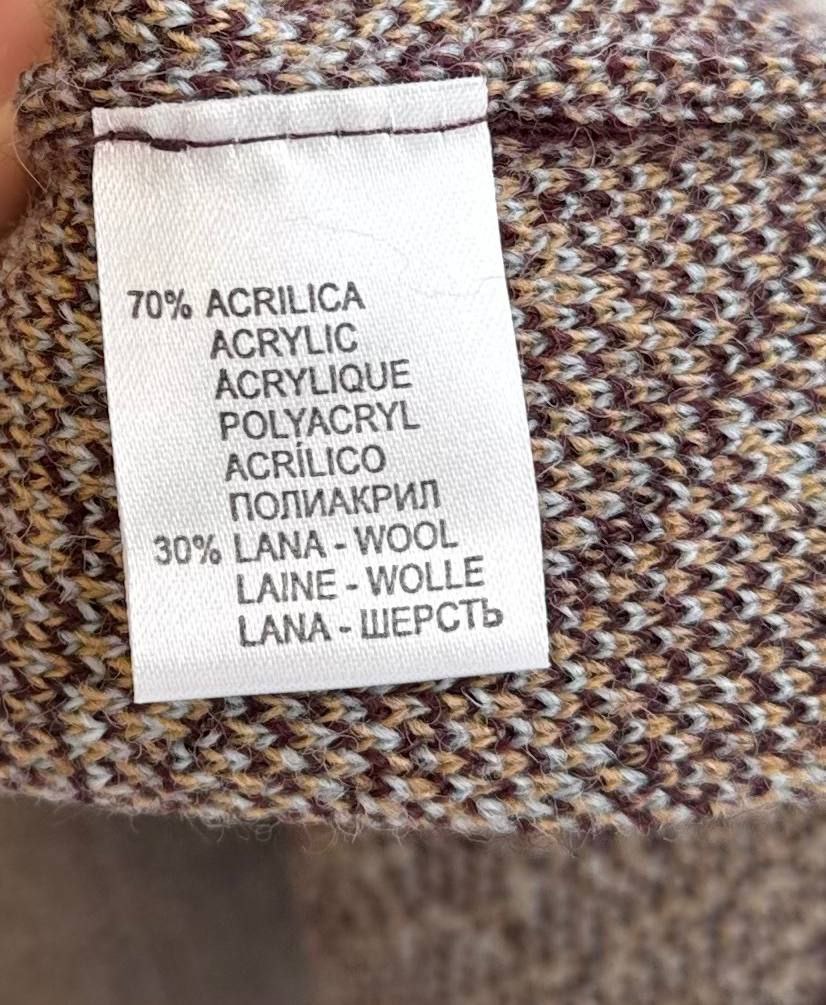 70% ACRILICA
ACRYLIC
ACRYLIQUE
POLYACRYL
ACRÍLICO
ПОЛИАКРИЛ
30% LANA - WOOL
LAINE - WOLLE
LANA - ШЕРСТЬ